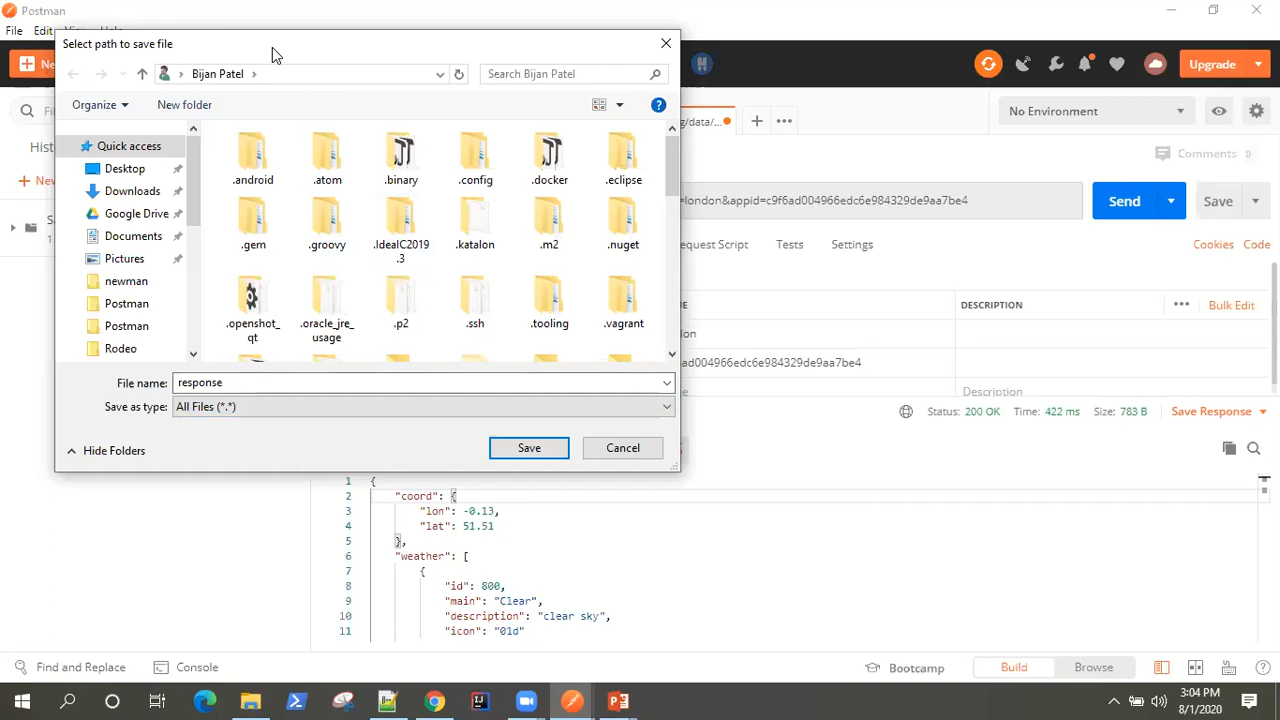 Postman
File Edit View Help
Select path to save file
Bijan Patel
Search Bijan Patel
Organize
New folder
Quick access
Desktop
Downloads
Google Drive
Documents
Pictures
newman
Postman
Postman
Rodeo
.android
.atom
.binary
.config
.docker
.eclipse
.gem
.groovy
.IdeaIC2019
.3
.katalon
.m2
.nuget
.openshot_
qt
.oracle_jre_
usage
.p2
.ssh
.tooling
.vagrant
File name: response
Save as type: All Files (*.*)
Hide Folders
Save
Cancel
Upgrade
g/data/...
No Environment
Comments 0
=london&appid=c9f6ad004966edc6e984329de9aa7be4
Send
Save
equest Script
Tests
Settings
Cookies
Code
DESCRIPTION
Bulk Edit
don
ad004966edc6e984329de9aa7be4
Description
Status: 200 OK Time: 422 ms Size: 783 B Save Response
1 {
2 "coord": {
3 "lon": -0.13,
4 "lat": 51.51
5 },
6 "weather": [
7 {
8 "id": 800,
9 "main": "Clear",
10 "description": "clear sky",
11 "icon": "01d"
Find and Replace
Console
Bootcamp
Build
Browse
3:04 PM
8/1/2020